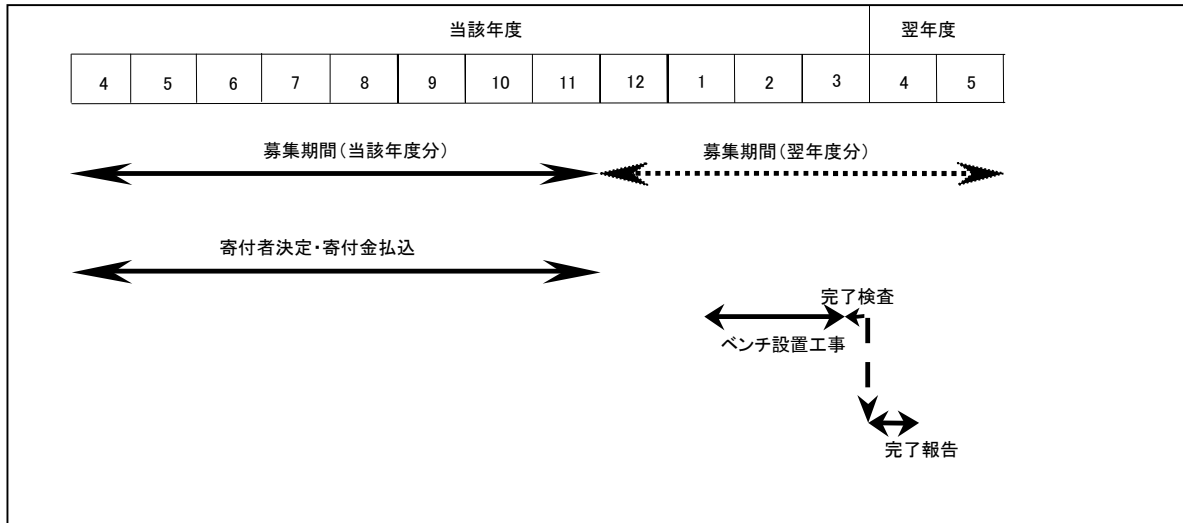 当該年度 翌年度
4 5 6 7 8 9 10 11 12 1 2 3 4 5
募集期間(当該年度分) 募集期間(翌年度分)
寄付者決定・寄付金払込
完了検査
ベンチ設置工事
完了報告